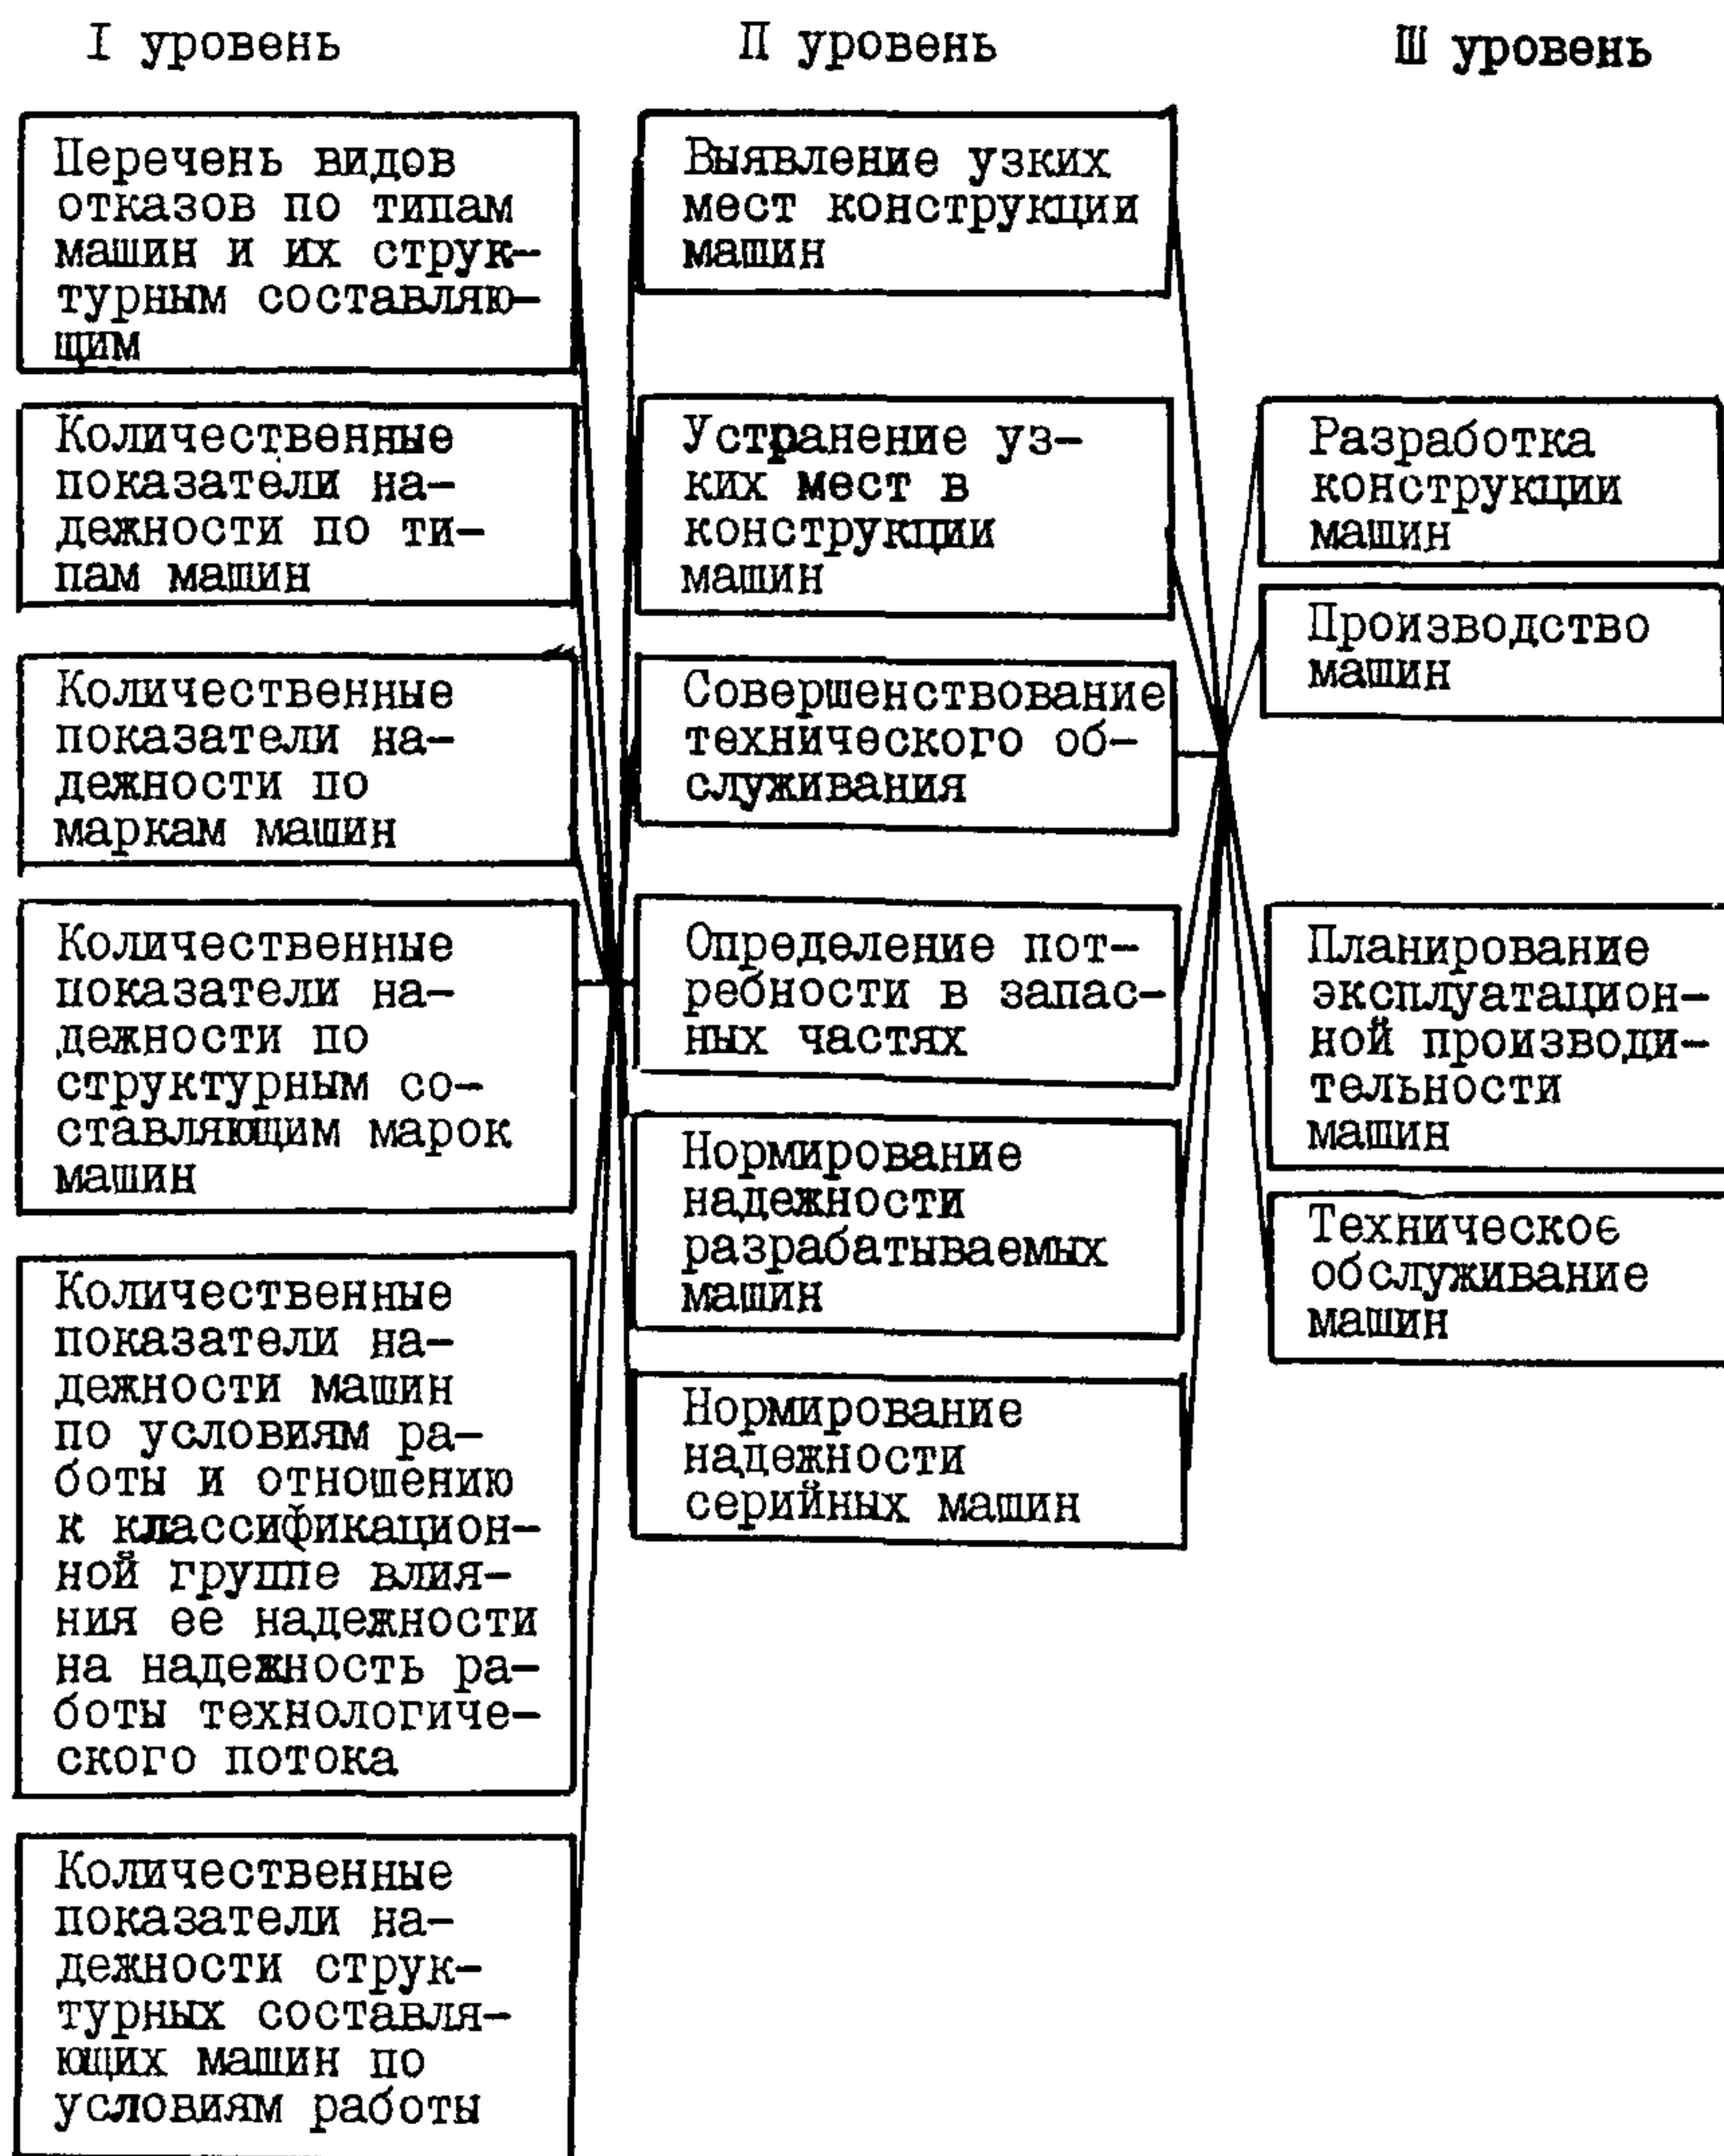 I уровень
Перечень видов
отказов по типам
машин и их струк-
турным составляю-
щим
Количественные
показатели на-
дежности по ти-
пам машин
Количественные
показатели на-
дежности по
маркам машин
Количественные
показатели на-
дежности по
структурным со-
ставляющим марок
машин
Количественные
показатели на-
дежности машин
по условиям ра-
боты и отношению
к классификацион-
ной группе влия-
ния ее надежности
на надежность ра-
боты технологиче-
ского потока
Количественные
показатели на-
дежности струк-
турных составля-
ющих машин по
условиям работы
II уровень
Выявление узких
мест конструкции
машин
Устранение уз-
ких мест в
конструкции
машин
Совершенствование
технического об-
служивания
Определение пот-
ребности в запас-
ных частях
Нормирование
надежности
разрабатываемых
машин
Нормирование
надежности
серийных машин
III уровень
Разработка
конструкции
машин
Производство
машин
Планирование
эксплуатацион-
ной производи-
тельности
машин
Техническое
обслуживание
машин